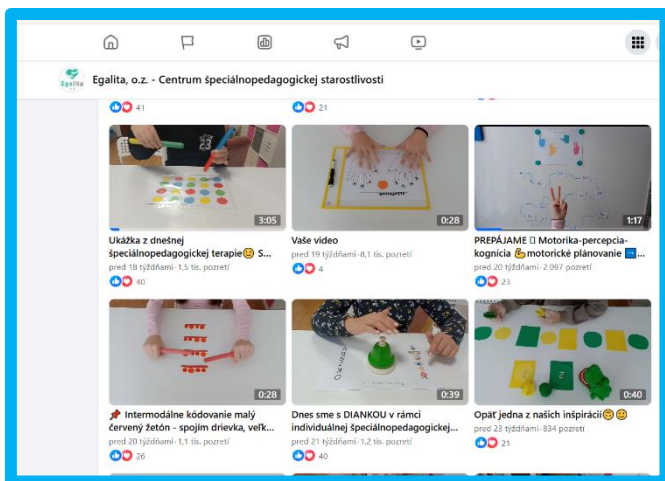 Egalita
Egalita, o.z. - Centrum špeciálnopedagogickej starostlivosti
41
21
3:05
0:28
1:17
Ukážka z dnešnej
špeciálnopedagogickej terapie😊 S...
pred 18 týždňami·1,5 tis. pozretí
40
Vaše video
pred 19 týždňami·8,1 tis. pozretí
4
PREPÁJAME ▯ Motorika-percepcia-
kognícia 💪motorické plánovanie ➡️...
pred 20 týždňami·2 097 pozretí
23
0:28
0:39
0:40
📌 Intermodálne kódovanie malý
červený žetón - spojím drievka, veľk...
pred 20 týždňami·1,1 tis. pozretí
26
Dnes sme s DIANKOU v rámci
individuálnej špeciálnopedagogickej...
pred 21 týždňami·1,2 tis. pozretí
40
Opäť jedna z našich inšpirácií🙃🙂
pred 23 týždňami·834 pozretí
21